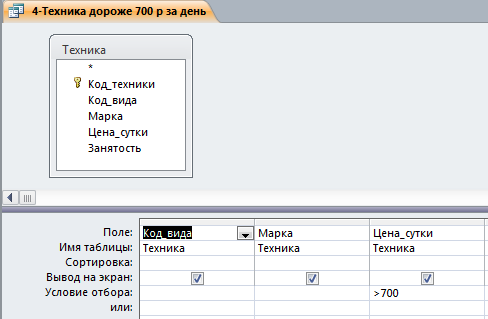 4-Техника дороже 700 р за день
Техника
*
Код_техники
Код_вида
Марка
Цена_сутки
Занятость
Поле: Код_вида Марка Цена_сутки
Имя таблицы: Техника Техника Техника
Сортировка:
Вывод на экран:
Условие отбора: >700
или: